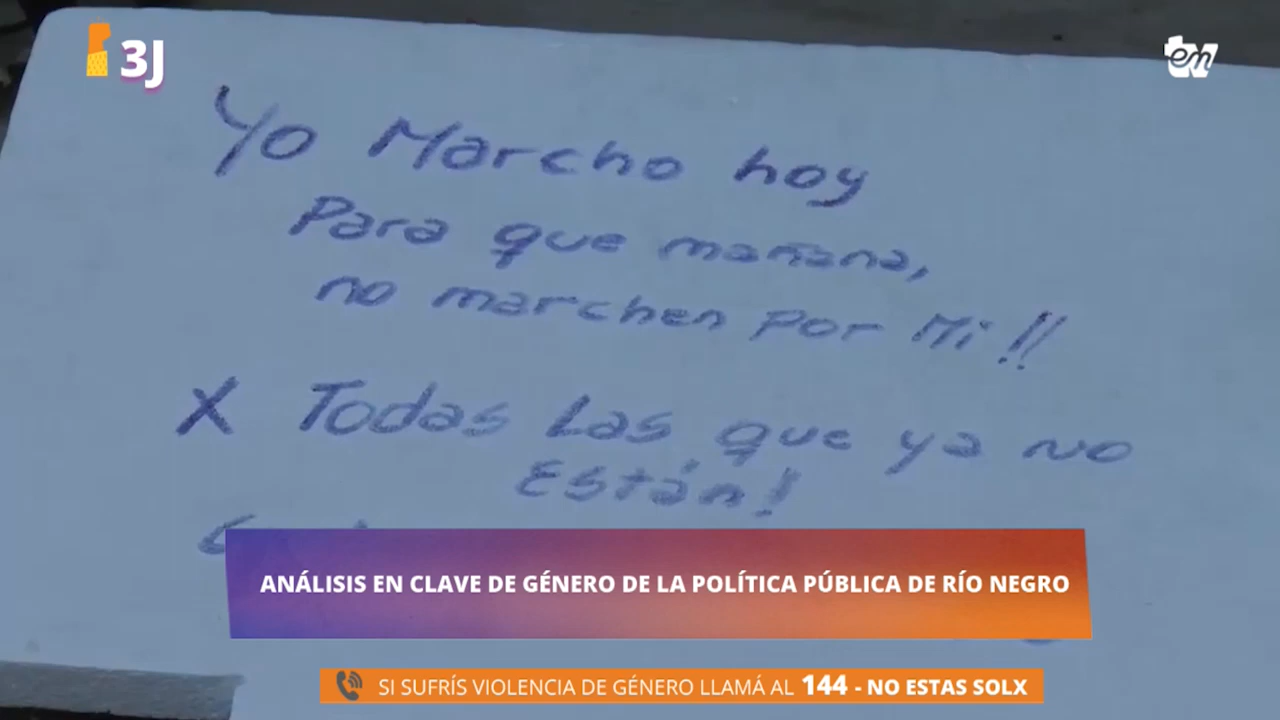 3J
tv em
Yo Marcho hoy
Para que mañana,
no marchen por Mi!!
X Todas Las que ya no
Están!
ANÁLISIS EN CLAVE DE GÉNERO DE LA POLÍTICA PÚBLICA DE RÍO NEGRO
SI SUFRÍS VIOLENCIA DE GÉNERO LLAMÁ AL 144 - NO ESTAS SOLX